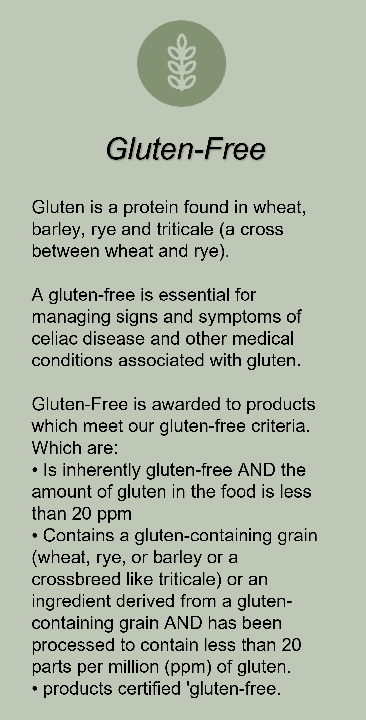 Gluten-Free
Gluten is a protein found in wheat,
barley, rye and triticale (a cross
between wheat and rye).
A gluten-free is essential for
managing signs and symptoms of
celiac disease and other medical
conditions associated with gluten.
Gluten-Free is awarded to products
which meet our gluten-free criteria.
Which are:
• Is inherently gluten-free AND the
amount of gluten in the food is less
than 20 ppm
• Contains a gluten-containing grain
(wheat, rye, or barley or a
crossbreed like triticale) or an
ingredient derived from a gluten-
containing grain AND has been
processed to contain less than 20
parts per million (ppm) of gluten.
• products certified 'gluten-free.